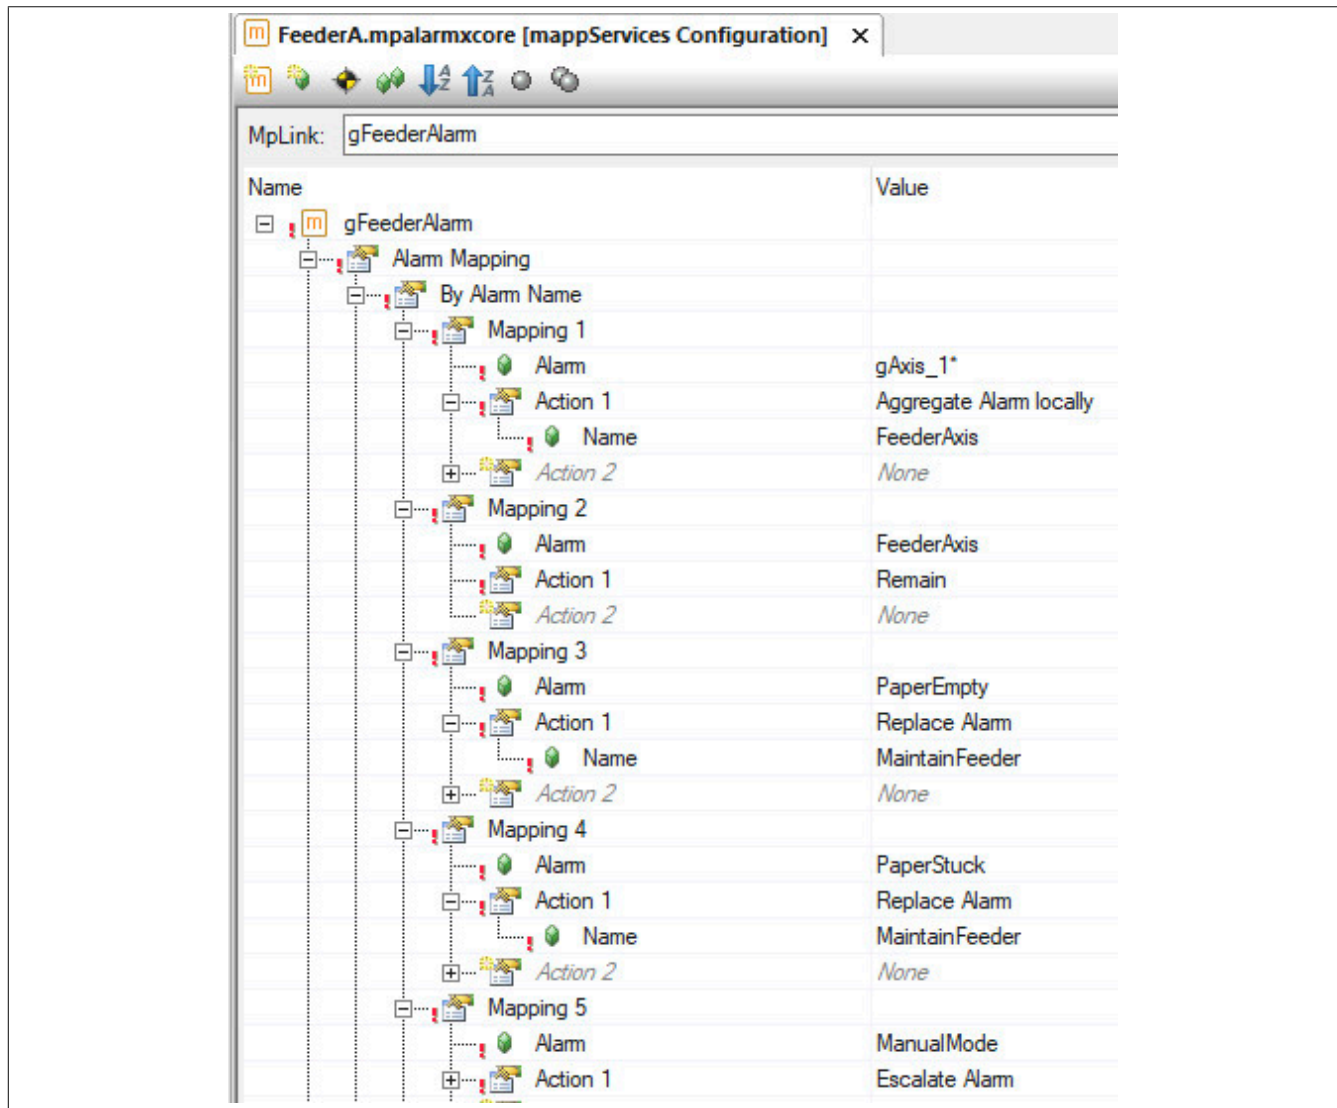 FeederA.mpalarmxcore [mappServices Configuration] ×
MpLink: gFeederAlarm
Name Value
gFeederAlarm
Alarm Mapping
By Alarm Name
Mapping 1
Alarm gAxis_1*
Action 1 Aggregate Alarm locally
Name FeederAxis
Action 2 None
Mapping 2
Alarm FeederAxis
Action 1 Remain
Action 2 None
Mapping 3
Alarm PaperEmpty
Action 1 Replace Alarm
Name MaintainFeeder
Action 2 None
Mapping 4
Alarm PaperStuck
Action 1 Replace Alarm
Name MaintainFeeder
Action 2 None
Mapping 5
Alarm ManualMode
Action 1 Escalate Alarm